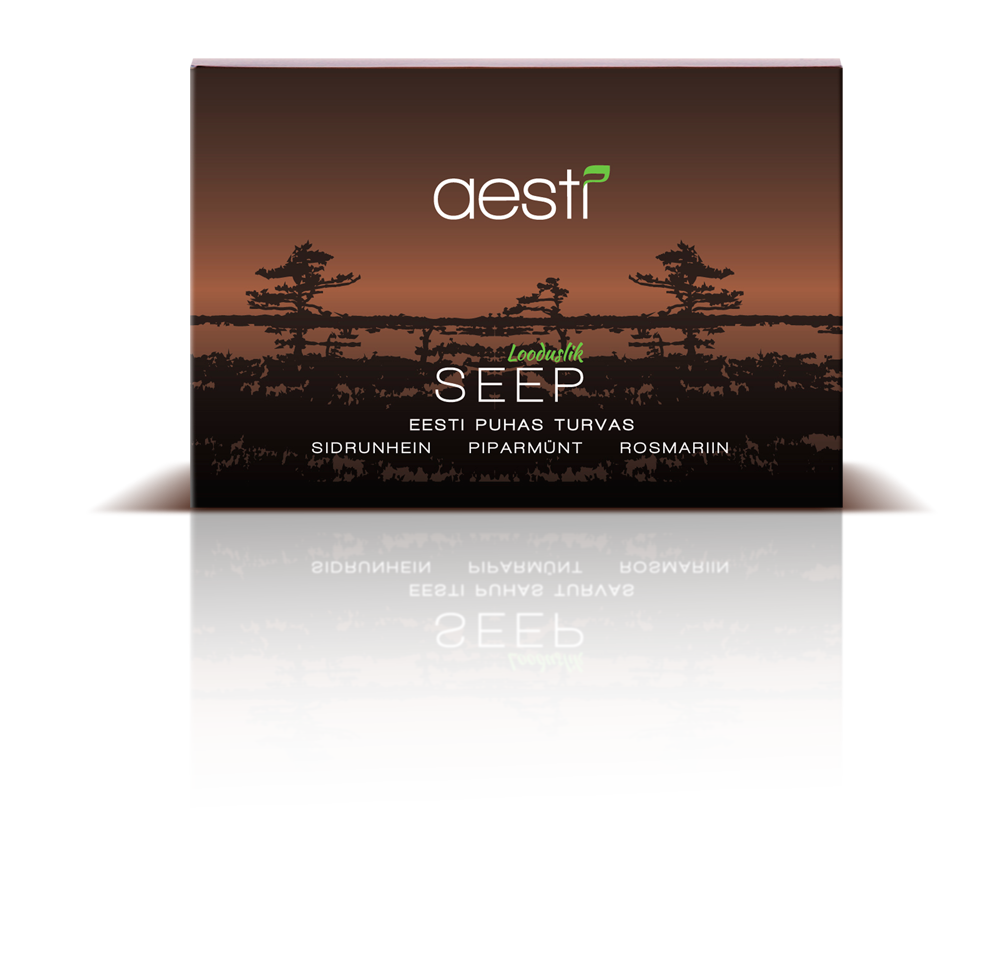 aesti
Looduslik
SEEP
EESTI PUHAS TURVAS
SIDRUNHEIN PIPARMÜNT ROSMARIIN